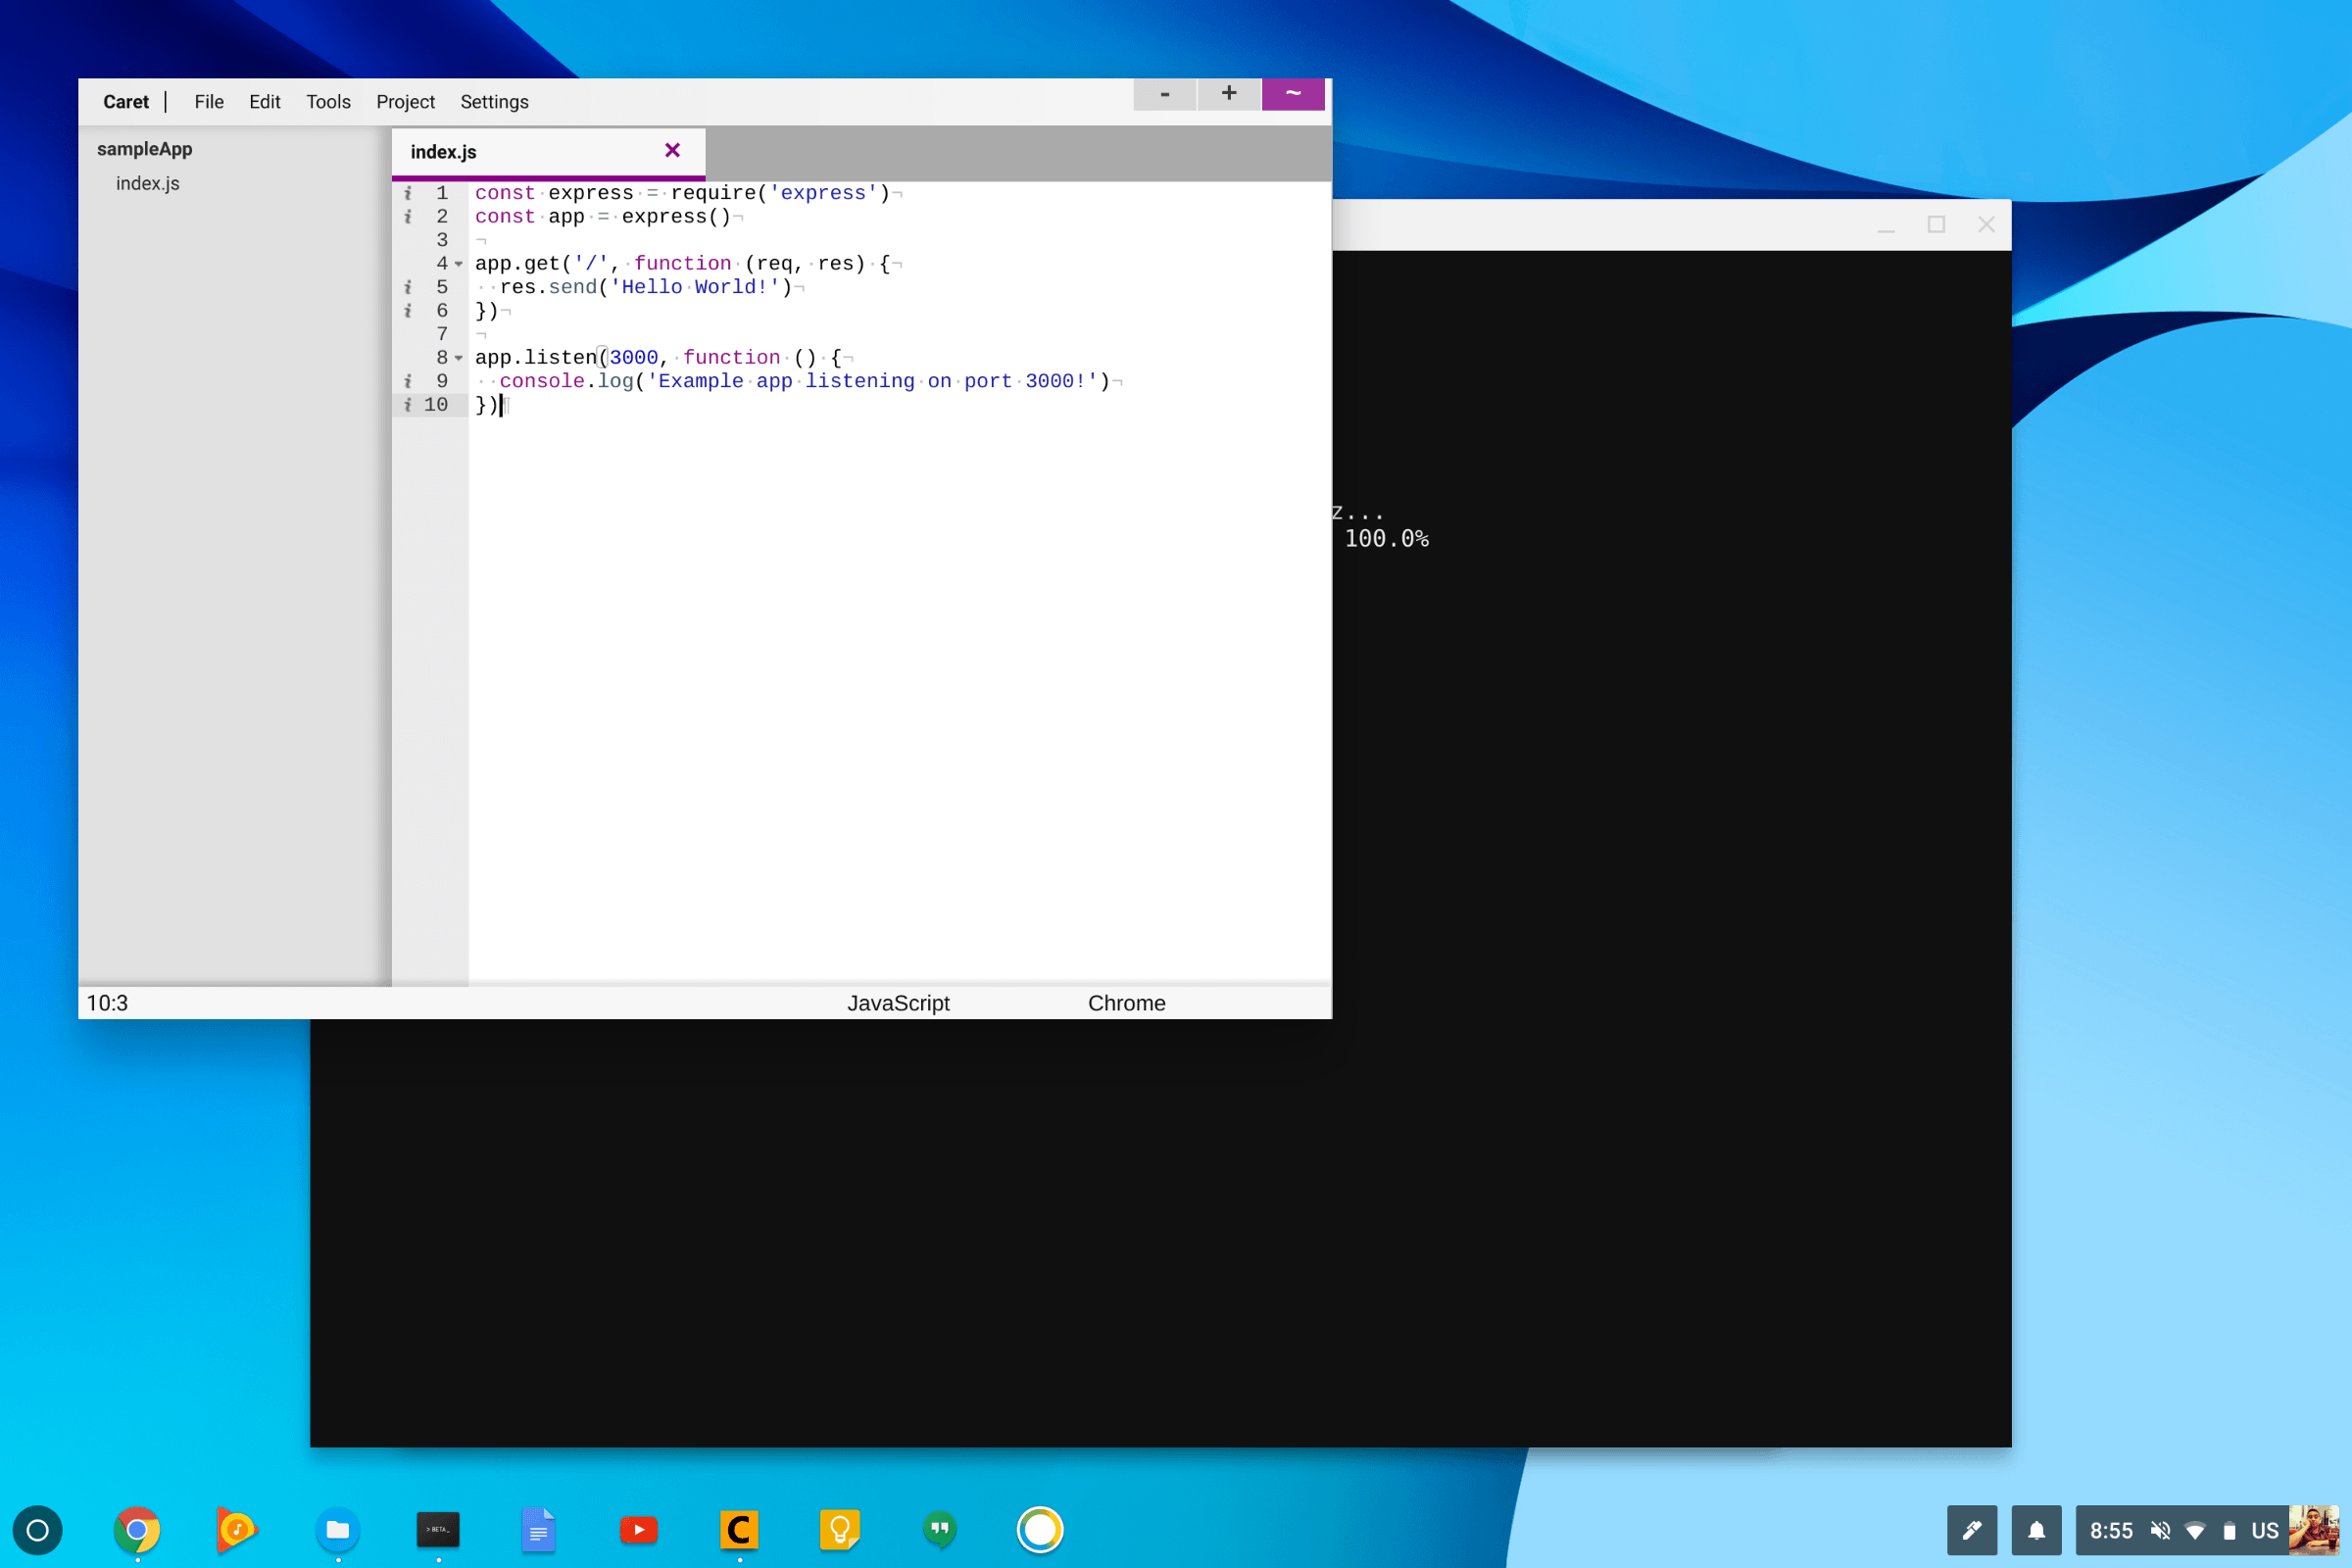 Caret | File Edit Tools Project Settings - + ~
sampleApp
index.js
index.js ✕
1 const express = require('express')¬
2 const app = express()¬
3 ¬
4 app.get('/', function (req, res) {¬
5 res.send('Hello World!')¬
6 })¬
7 ¬
8 app.listen(3000, function () {¬
9 console.log('Example app listening on port 3000!')¬
10 })¶
10:3 JavaScript Chrome
z...
100.0%
>BETA_
C
8:55 US